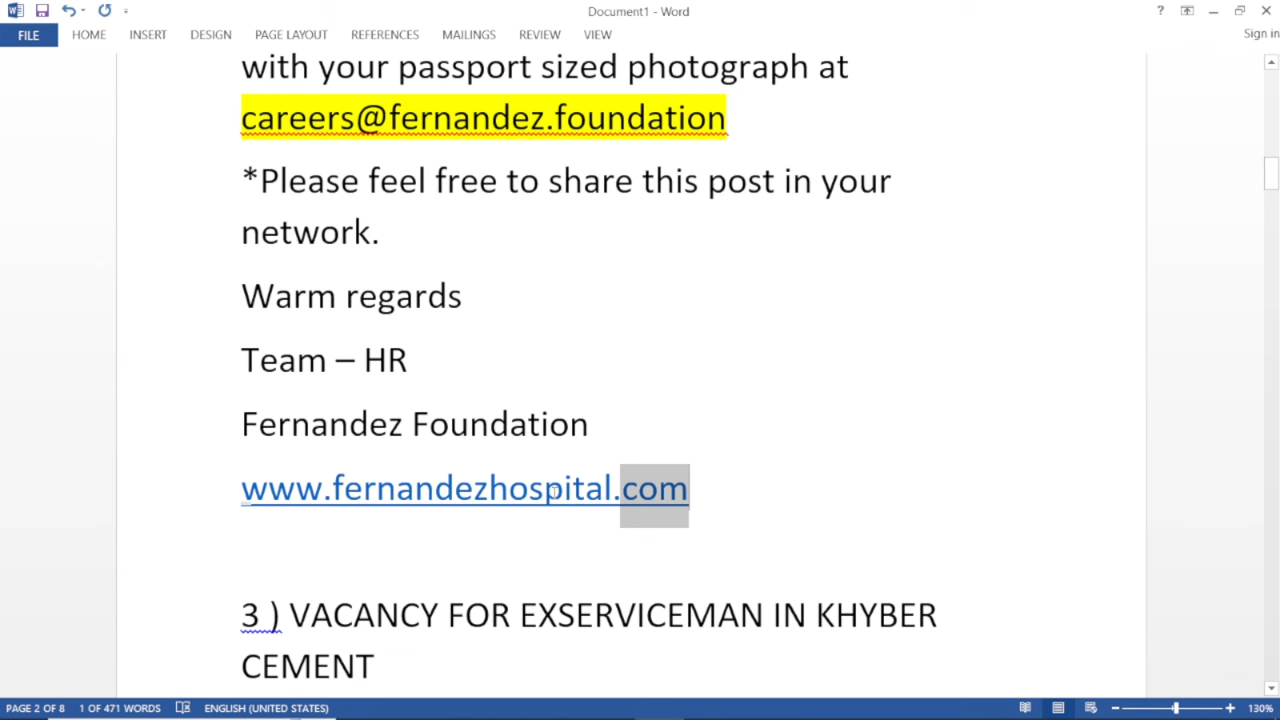 Document1 - Word
?
FILE HOME INSERT DESIGN PAGE LAYOUT REFERENCES MAILINGS REVIEW VIEW Sign in
with your passport sized photograph at
careers@fernandez.foundation
*Please feel free to share this post in your
network.
Warm regards
Team – HR
Fernandez Foundation
www.fernandezhospital.com
3 ) VACANCY FOR EXSERVICEMAN IN KHYBER
CEMENT
PAGE 2 OF 8 1 OF 471 WORDS ENGLISH (UNITED STATES) 130%